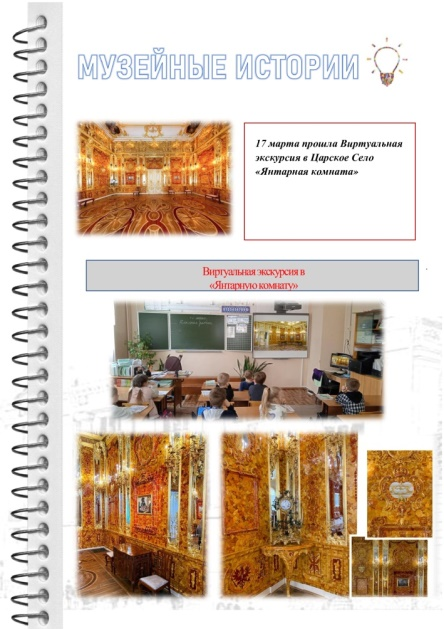 МУЗЕЙНЫЕ ИСТОРИИ
17 марта прошла Виртуальная
экскурсия в Царское Село
«Янтарная комната»
Виртуальная экскурсия в
«Янтарную комнату»